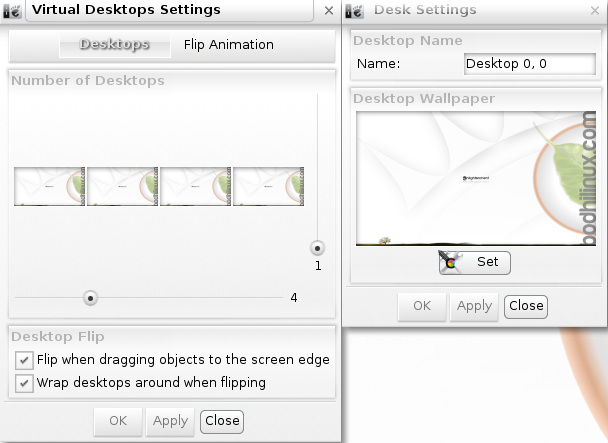 Virtual Desktops Settings
Desktops
Flip Animation
Number of Desktops
1
4
Desktop Flip
Flip when dragging objects to the screen edge
Wrap desktops around when flipping
OK
Apply
Close
Desk Settings
Desktop Name
Name:
Desktop 0, 0
Desktop Wallpaper
enlightenment
bodhilinux.com
Set
OK
Apply
Close